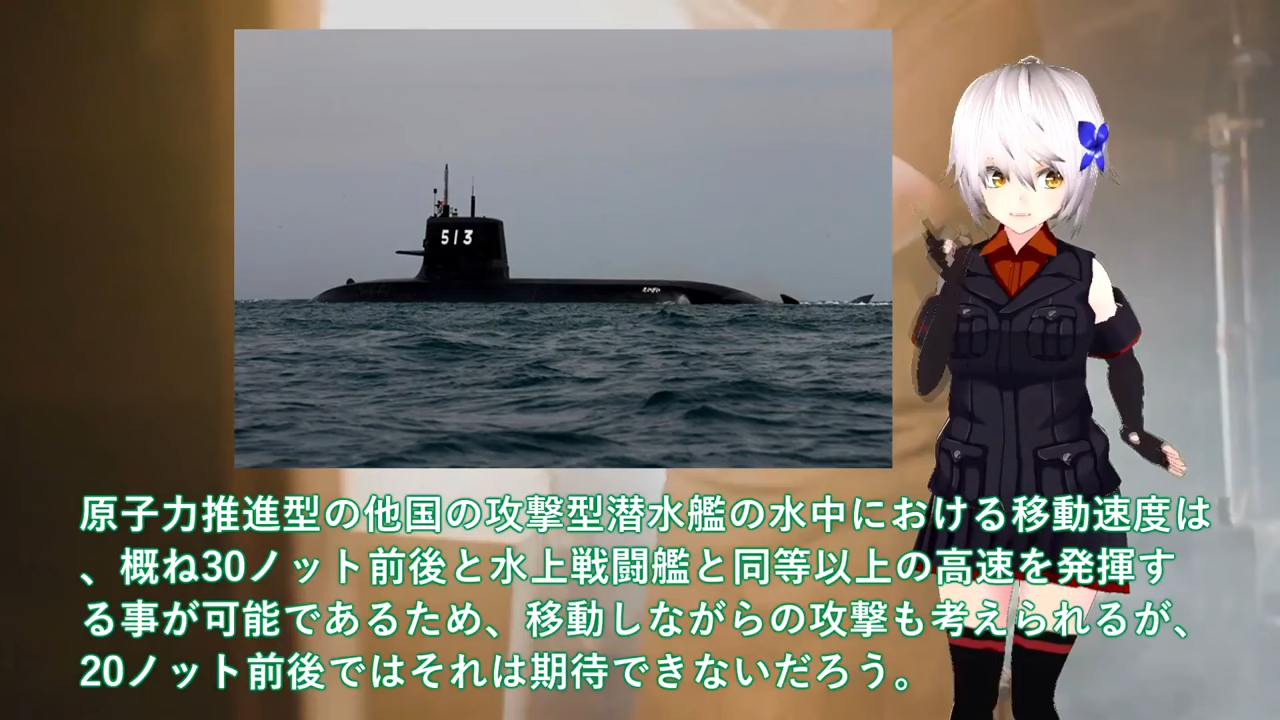 513
原子力推進型の他国の攻撃型潜水艦の水中における移動速度は
、概ね30ノット前後と水上戦闘艦と同等以上の高速を発揮す
る事が可能であるため、移動しながらの攻撃も考えられるが、
20ノット前後ではそれは期待できないだろう。